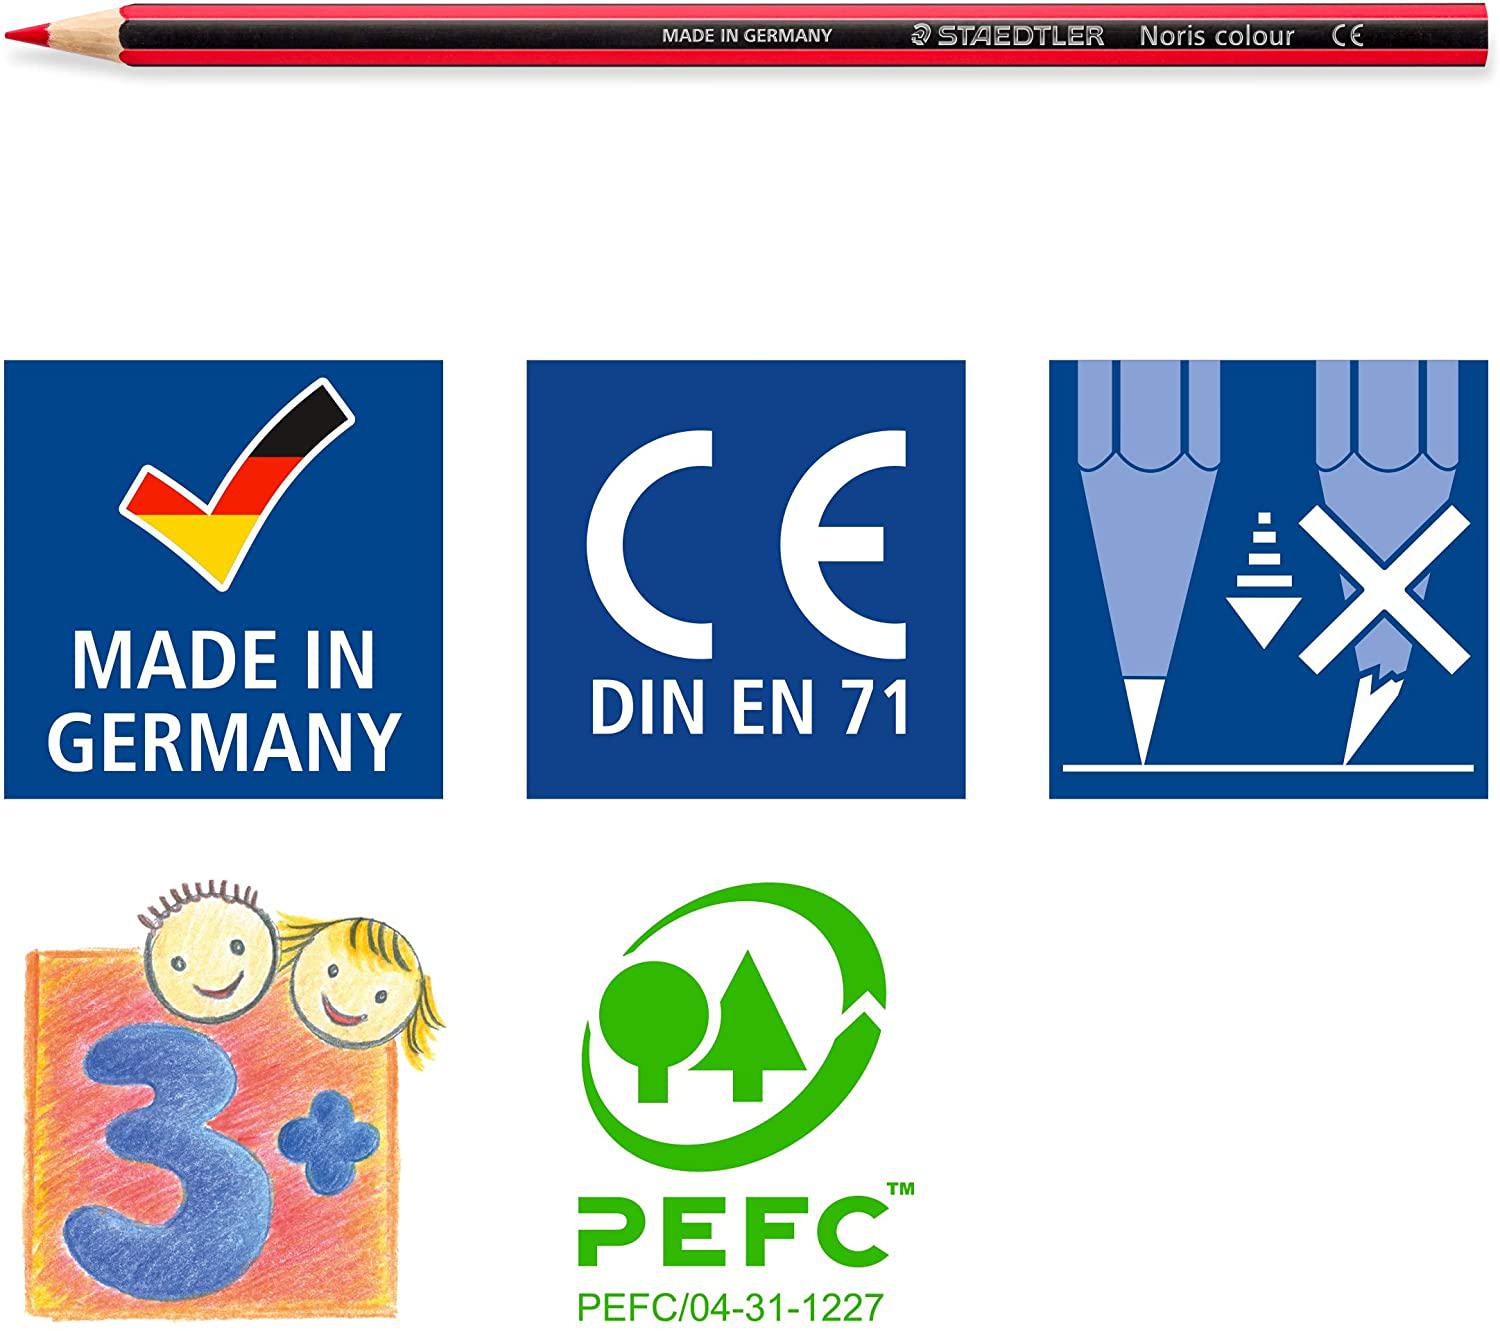 MADE IN GERMANY STAEDTLER Noris colour CE
MADE IN
GERMANY
CE
DIN EN 71
3+
PEFC™
PEFC/04-31-1227